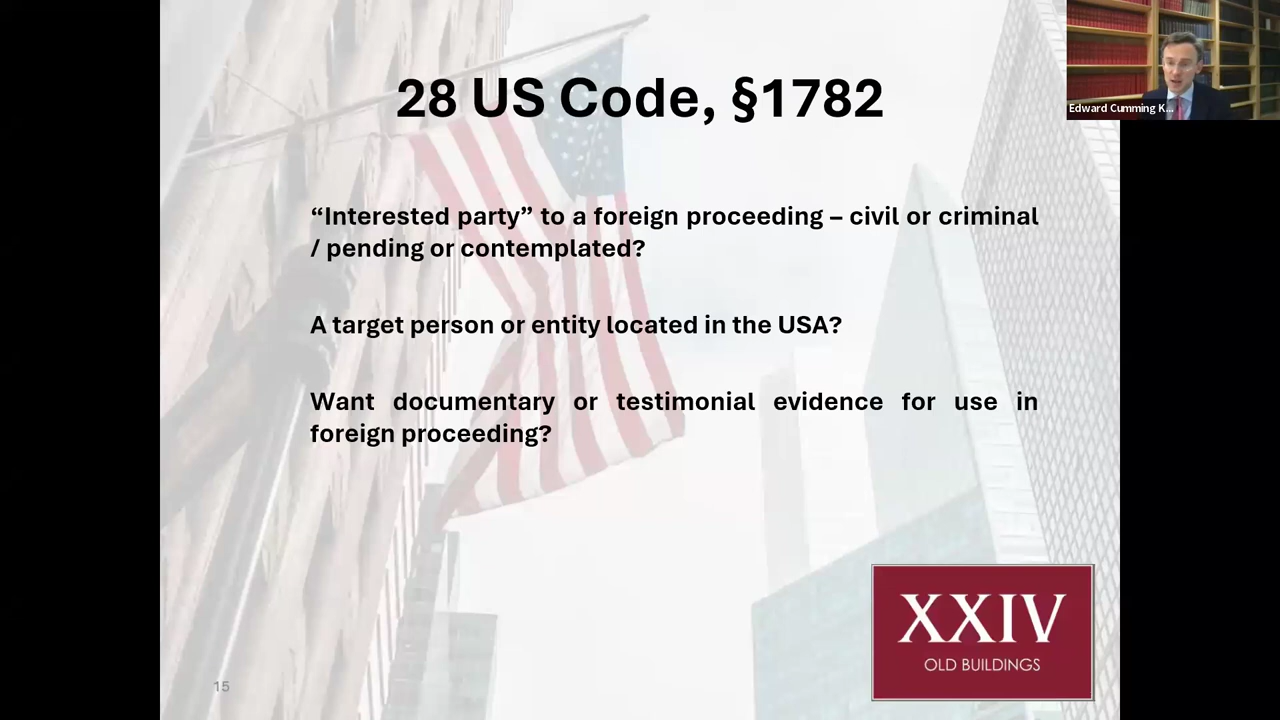 28 US Code, §1782
Edward Cumming K...
“Interested party” to a foreign proceeding – civil or criminal
/ pending or contemplated?
A target person or entity located in the USA?
Want documentary or testimonial evidence for use in
foreign proceeding?
XXIV
OLD BUILDINGS
15